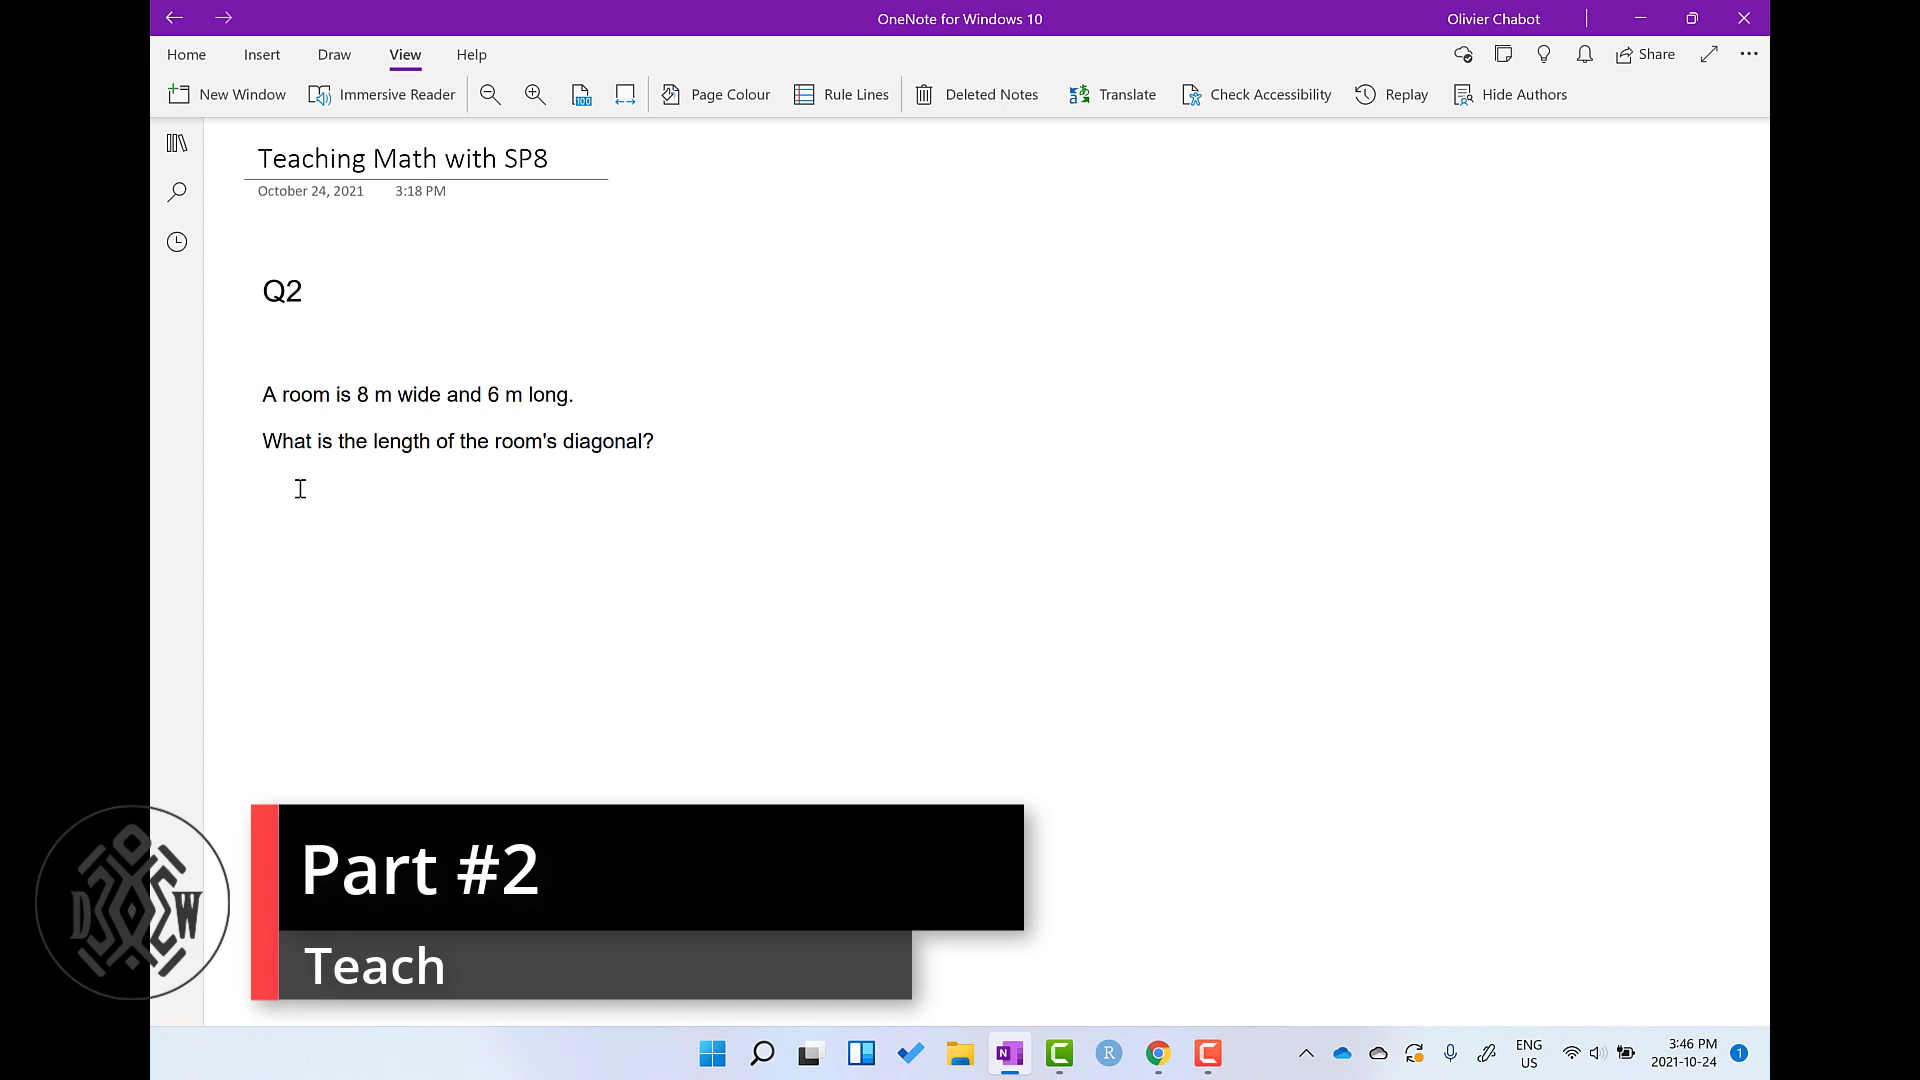 OneNote for Windows 10
Olivier Chabot
Home Insert Draw View Help
Share
New Window Immersive Reader 100 Page Colour Rule Lines Deleted Notes Translate Check Accessibility Replay Hide Authors
Teaching Math with SP8
October 24, 2021 3:18 PM
Q2
A room is 8 m wide and 6 m long.
What is the length of the room's diagonal?
Part #2
Teach
D W
N C R C
ENG
US
3:46 PM
2021-10-24
1